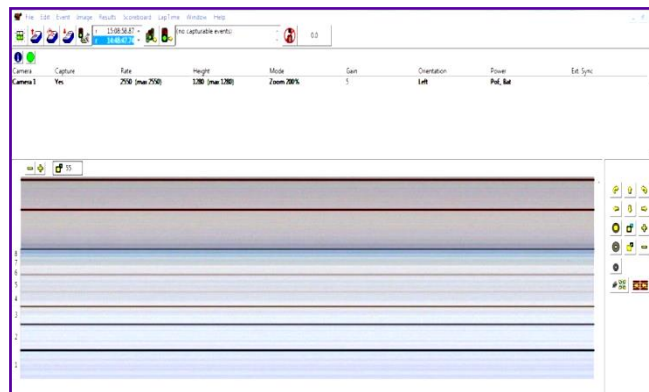 File Edit Event Image Results Scoreboard LapTime Window Help
15:08:58.87
(no capturable events)
0.0
Camera Capture Rate Height Mode Gain Orientation Power Ext. Sync
Camera 1 Yes 2550 (max 2550) 1280 (max 1280) Zoom 200% 5 Left PoE, Bat
55
8
7
6
5
4
3
2
1